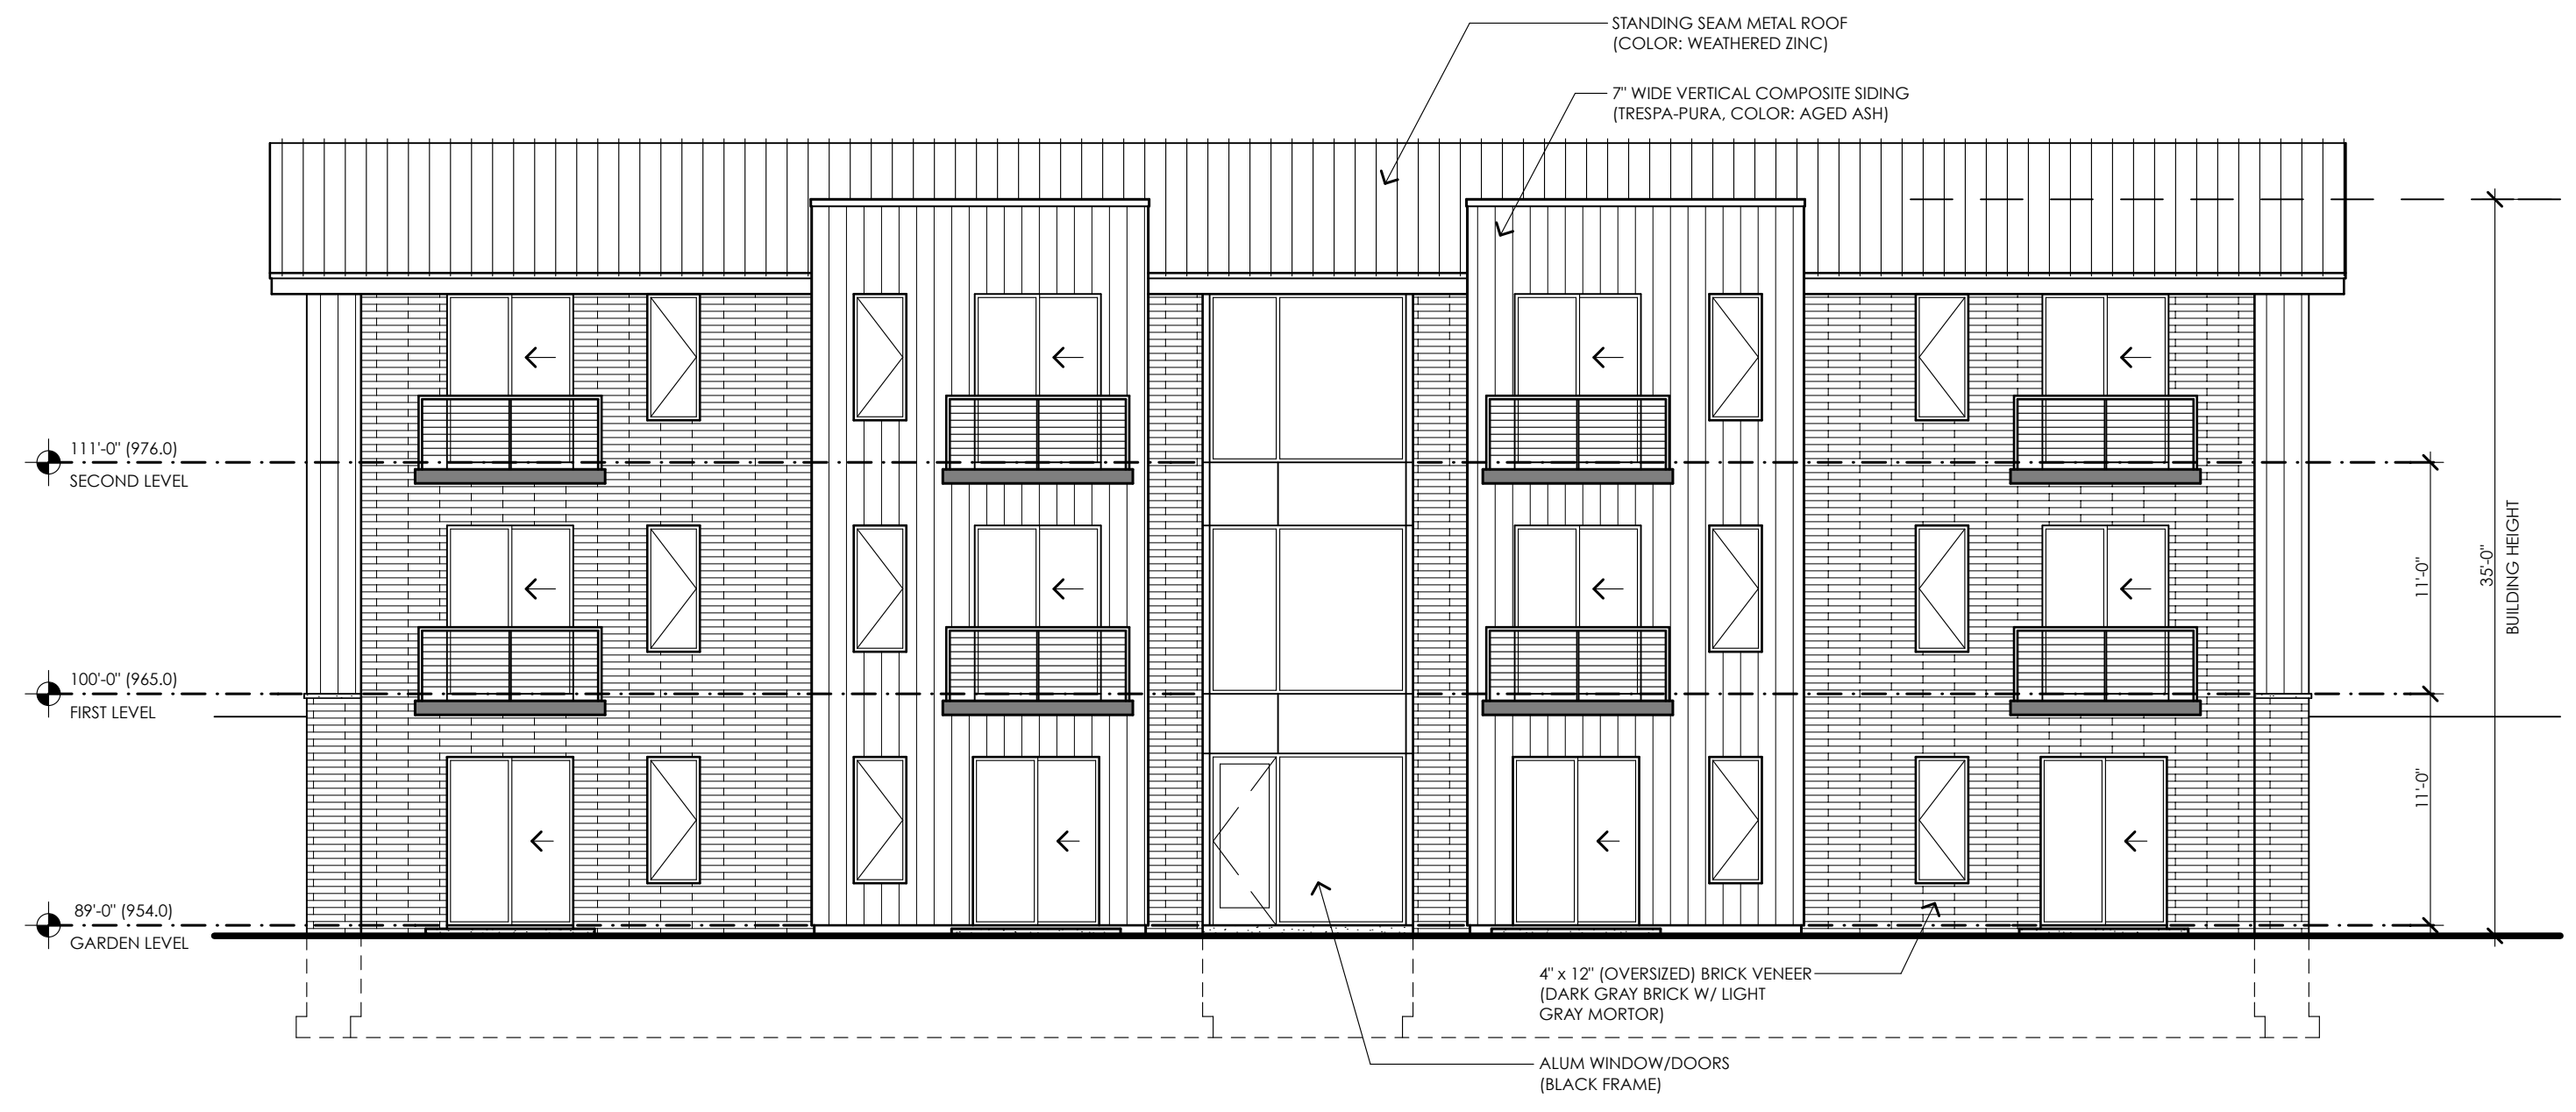 STANDING SEAM METAL ROOF
(COLOR: WEATHERED ZINC)
7" WIDE VERTICAL COMPOSITE SIDING
(TRESPA-PURA, COLOR: AGED ASH)
111'-0" (976.0)
SECOND LEVEL
100'-0" (965.0)
FIRST LEVEL
89'-0" (954.0)
GARDEN LEVEL
11'-0"
11'-0"
35'-0"
BUILDING HEIGHT
4" x 12" (OVERSIZED) BRICK VENEER
(DARK GRAY BRICK W/ LIGHT
GRAY MORTOR)
ALUM WINDOW/DOORS
(BLACK FRAME)